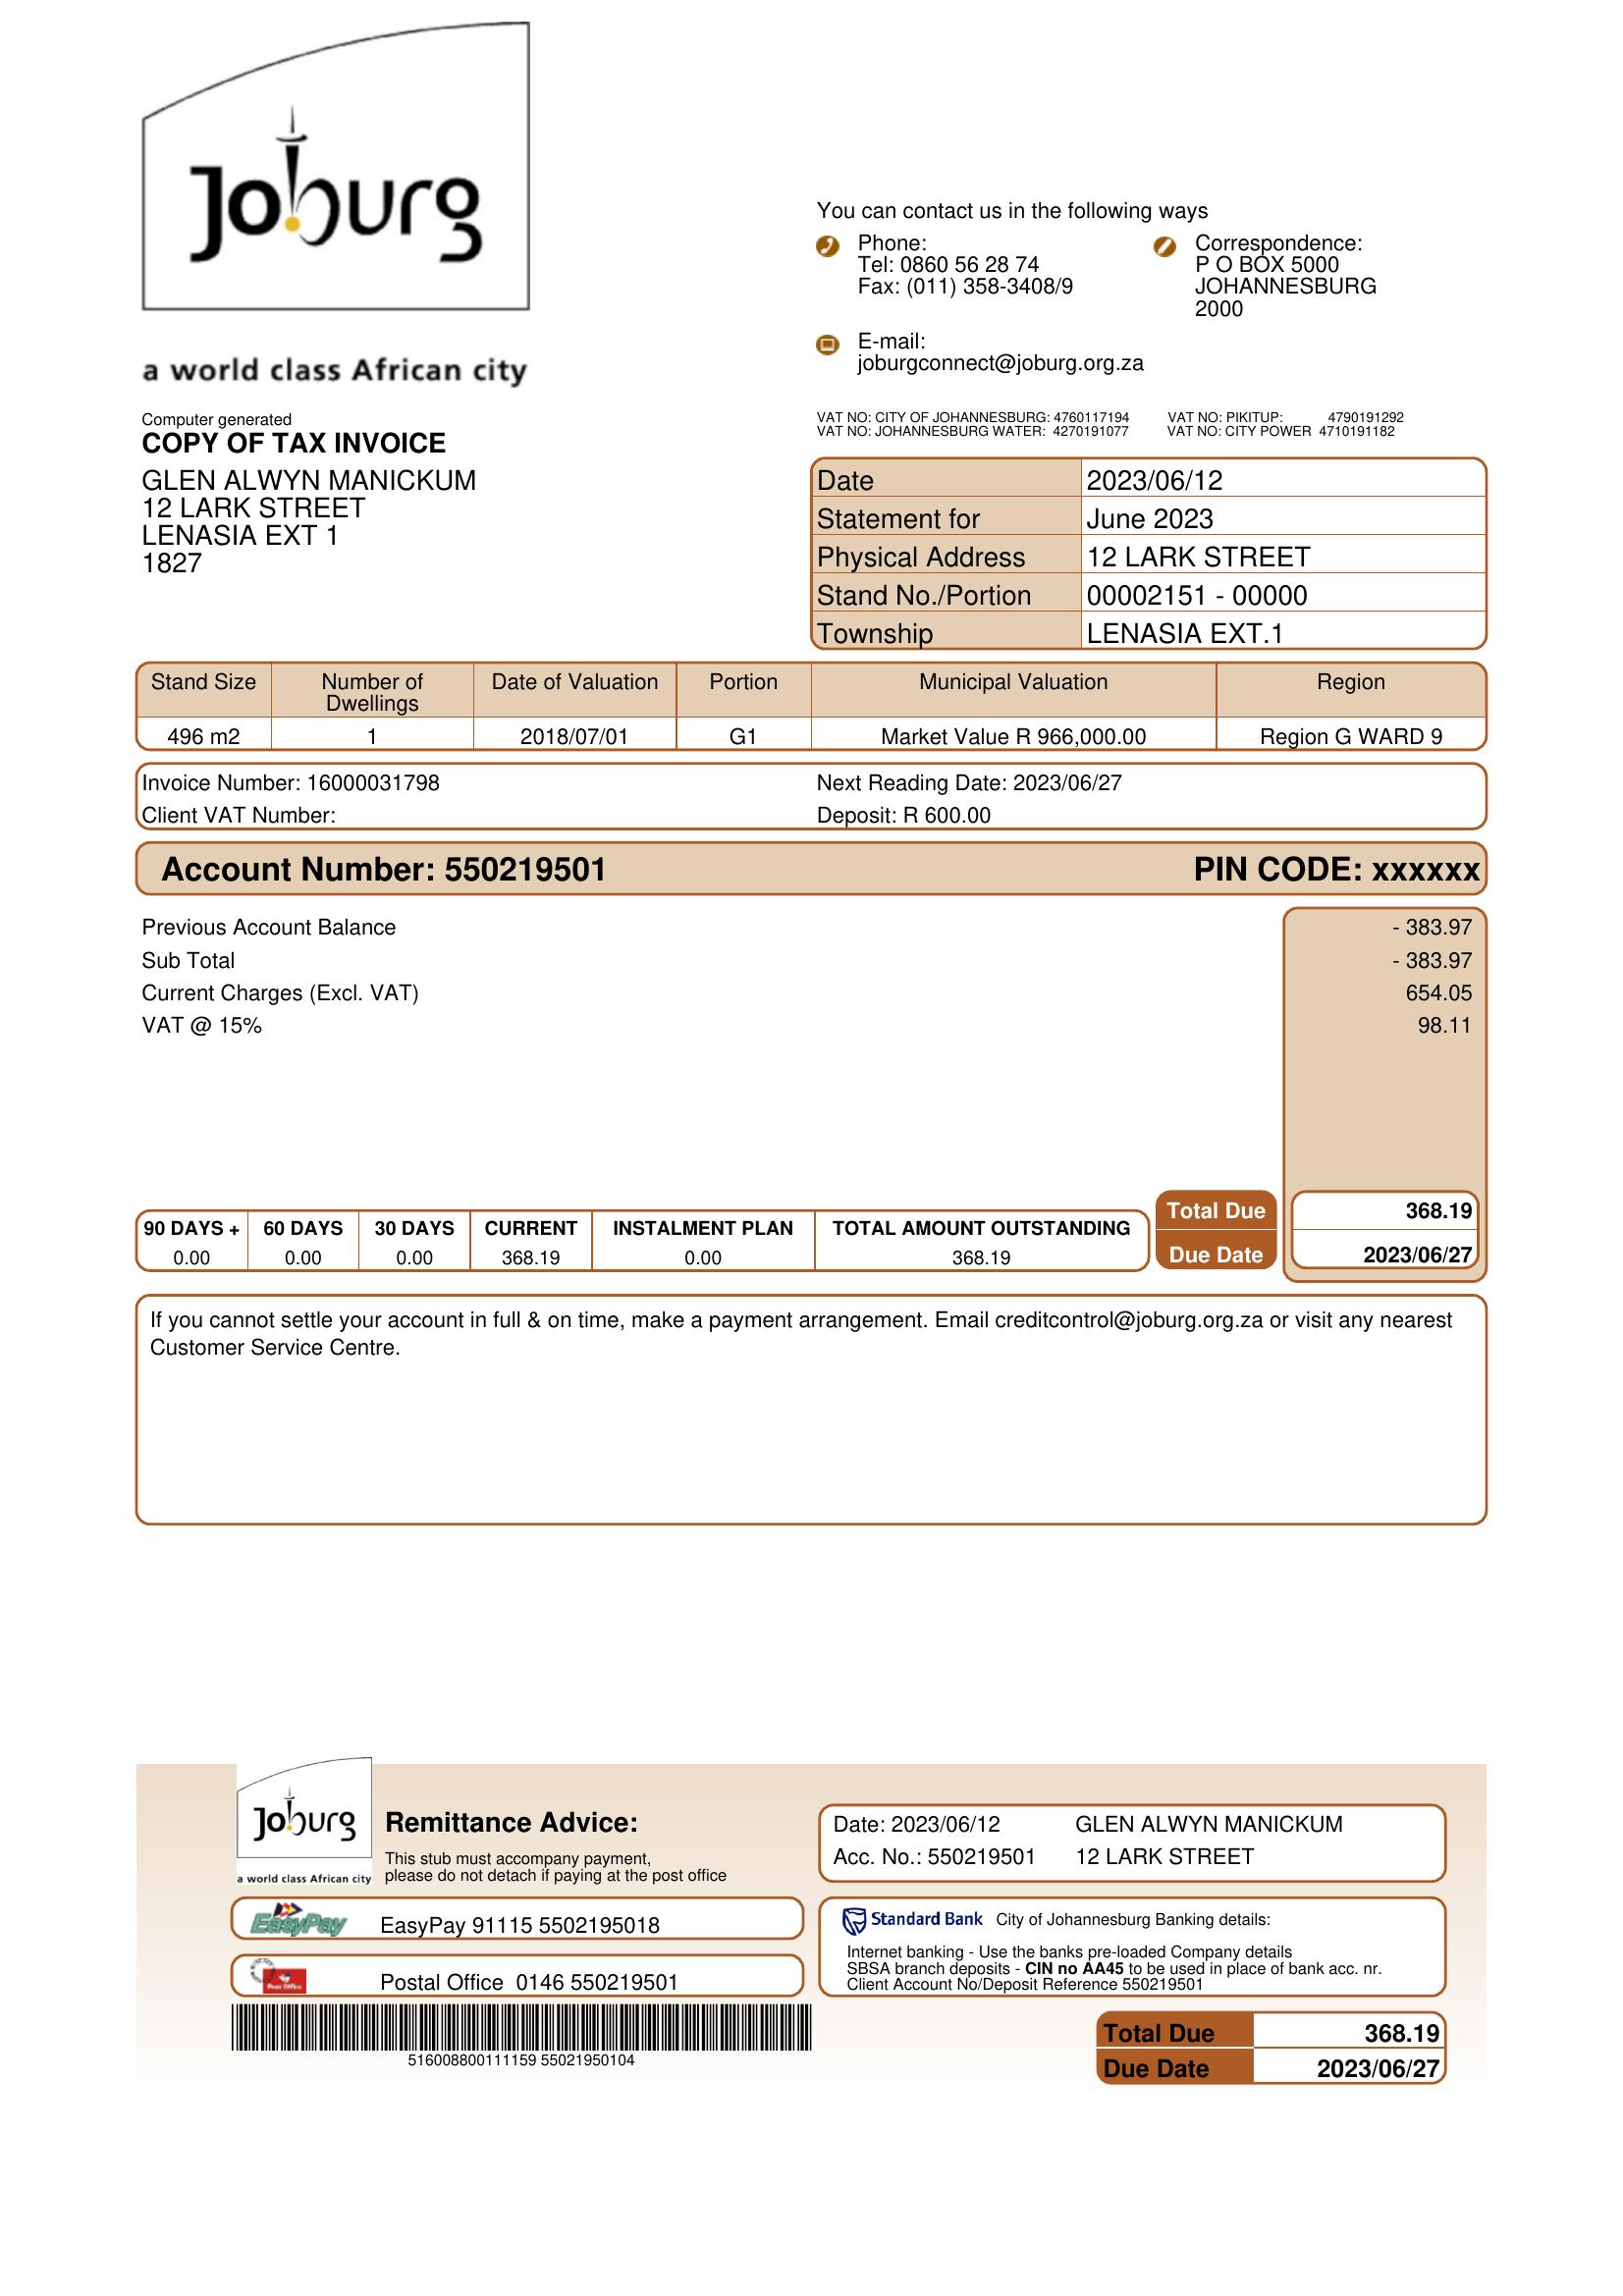 Joburg
a world class African city
You can contact us in the following ways
Phone:
Tel: 0860 56 28 74
Fax: (011) 358-3408/9
Correspondence:
P O BOX 5000
JOHANNESBURG
2000
E-mail:
joburgconnect@joburg.org.za
Computer generated
COPY OF TAX INVOICE
GLEN ALWYN MANICKUM
12 LARK STREET
LENASIA EXT 1
1827
VAT NO: CITY OF JOHANNESBURG: 4760117194 VAT NO: PIKITUP: 4790191292
VAT NO: JOHANNESBURG WATER: 4270191077 VAT NO: CITY POWER 4710191182
Date 2023/06/12
Statement for June 2023
Physical Address 12 LARK STREET
Stand No./Portion 00002151 - 00000
Township LENASIA EXT.1
Stand Size Number of Dwellings Date of Valuation Portion Municipal Valuation Region
496 m2 1 2018/07/01 G1 Market Value R 966,000.00 Region G WARD 9
Invoice Number: 16000031798 Next Reading Date: 2023/06/27
Client VAT Number: Deposit: R 600.00
Account Number: 550219501 PIN CODE: xxxxxx
Previous Account Balance - 383.97
Sub Total - 383.97
Current Charges (Excl. VAT) 654.05
VAT @ 15% 98.11
90 DAYS + 60 DAYS 30 DAYS CURRENT INSTALMENT PLAN TOTAL AMOUNT OUTSTANDING
0.00 0.00 0.00 368.19 0.00 368.19
Total Due 368.19
Due Date 2023/06/27
If you cannot settle your account in full & on time, make a payment arrangement. Email creditcontrol@joburg.org.za or visit any nearest
Customer Service Centre.
Joburg
a world class African city
Remittance Advice:
This stub must accompany payment,
please do not detach if paying at the post office
Date: 2023/06/12 GLEN ALWYN MANICKUM
Acc. No.: 550219501 12 LARK STREET
EasyPay EasyPay 91115 5502195018
Post Office Postal Office 0146 550219501
516008800111159 55021950104
Standard Bank City of Johannesburg Banking details:
Internet banking - Use the banks pre-loaded Company details
SBSA branch deposits - CIN no AA45 to be used in place of bank acc. nr.
Client Account No/Deposit Reference 550219501
Total Due 368.19
Due Date 2023/06/27